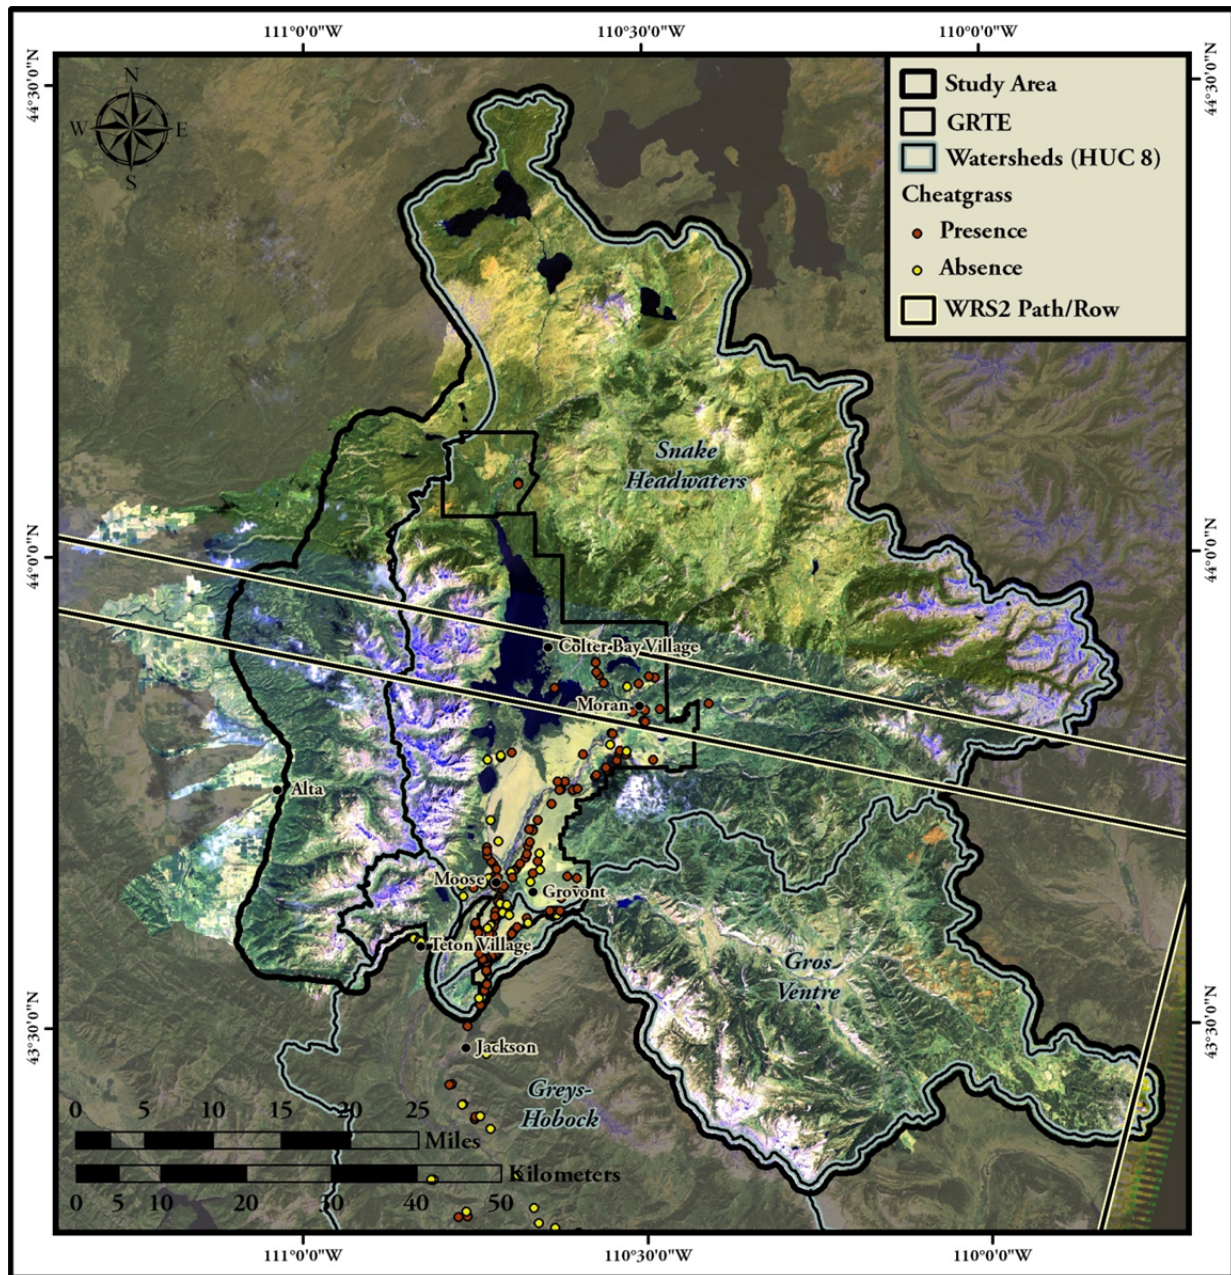 111°0'0"W
110°30'0"W
110°0'0"W
44°30'0"N
44°30'0"N
N
W
E
S
Study Area
GRTE
Watersheds (HUC 8)
Cheatgrass
Presence
Absence
WRS2 Path/Row
Snake
Headwaters
44°0'0"N
44°0'0"N
Colter Bay Village
Moran
Alta
Moose
Grovont
Teton Village
Gros
Ventre
43°30'0"N
43°30'0"N
Jackson
Greys-
Hobock
0 5 10 15 20 25
Miles
Kilometers
0 5 10 20 30 40 50
111°0'0"W
110°30'0"W
110°0'0"W